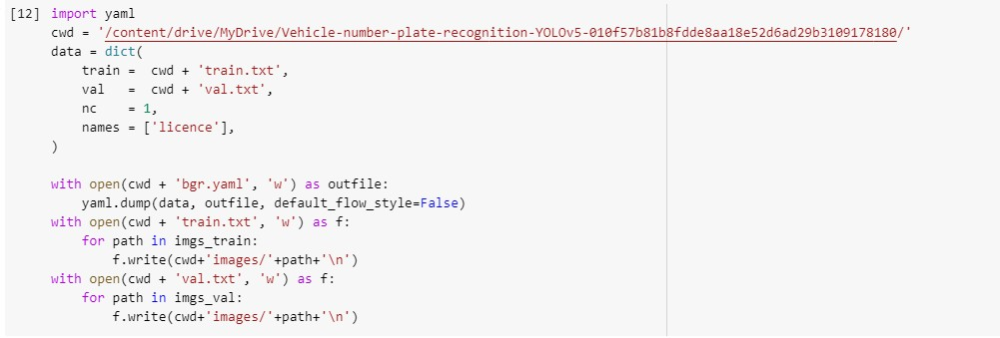 [12] import yaml
cwd = '/content/drive/MyDrive/Vehicle-number-plate-recognition-YOLOv5-010f57b81b8fdde8aa18e52d6ad29b3109178180/'
data = dict(
    train =  cwd + 'train.txt',
    val   =  cwd + 'val.txt',
    nc    = 1,
    names = ['licence'],
)

with open(cwd + 'bgr.yaml', 'w') as outfile:
    yaml.dump(data, outfile, default_flow_style=False)
with open(cwd + 'train.txt', 'w') as f:
    for path in imgs_train:
        f.write(cwd+'images/'+path+'\n')
with open(cwd + 'val.txt', 'w') as f:
    for path in imgs_val:
        f.write(cwd+'images/'+path+'\n')